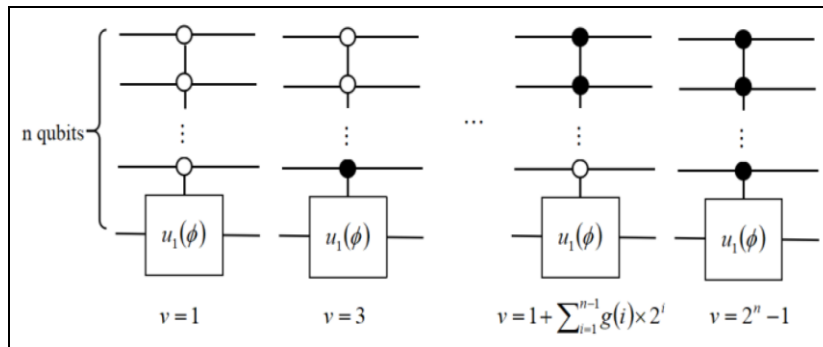 n qubits
⋮ ⋮ ... ⋮ ⋮
u₁(ϕ) u₁(ϕ) u₁(ϕ) u₁(ϕ)
v = 1 v = 3 v = 1 + ∑_{i=1}^{n-1} g(i) × 2^i v = 2^n − 1